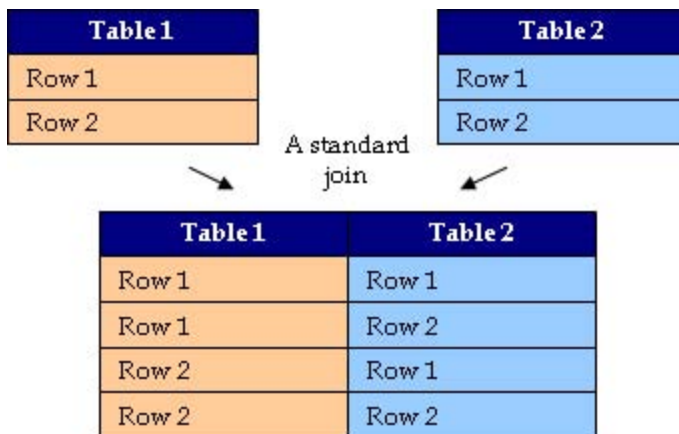 Table 1
Row 1
Row 2
Table 2
Row 1
Row 2
A standard
join
Table 1 Table 2
Row 1 Row 1
Row 1 Row 2
Row 2 Row 1
Row 2 Row 2